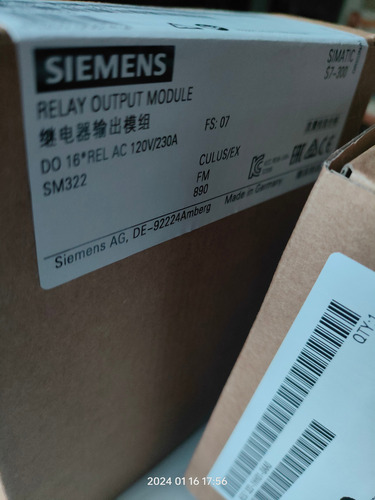 SIEMENS
SIMATIC
S7-300
RELAY OUTPUT MODULE
继电器输出模组
FS: 07
DO 16*REL AC 120V/230A
SM322
CULUS/EX
FM
890
Made in Germany
Siemens AG, DE-92224Amberg
QTY:1
2024 01 16 17:56